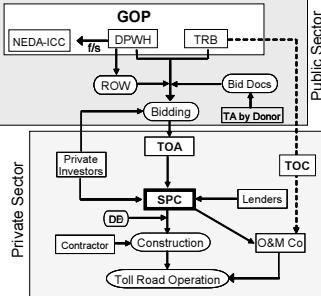 GOP
NEDA-ICC
f/s
DPWH
TRB
ROW
Bid Docs
Bidding
TA by Donor
Public Sector
TOA
TOC
Private
Investors
SPC
Lenders
DB
Contractor
Construction
O&M Co
Toll Road Operation
Private Sector